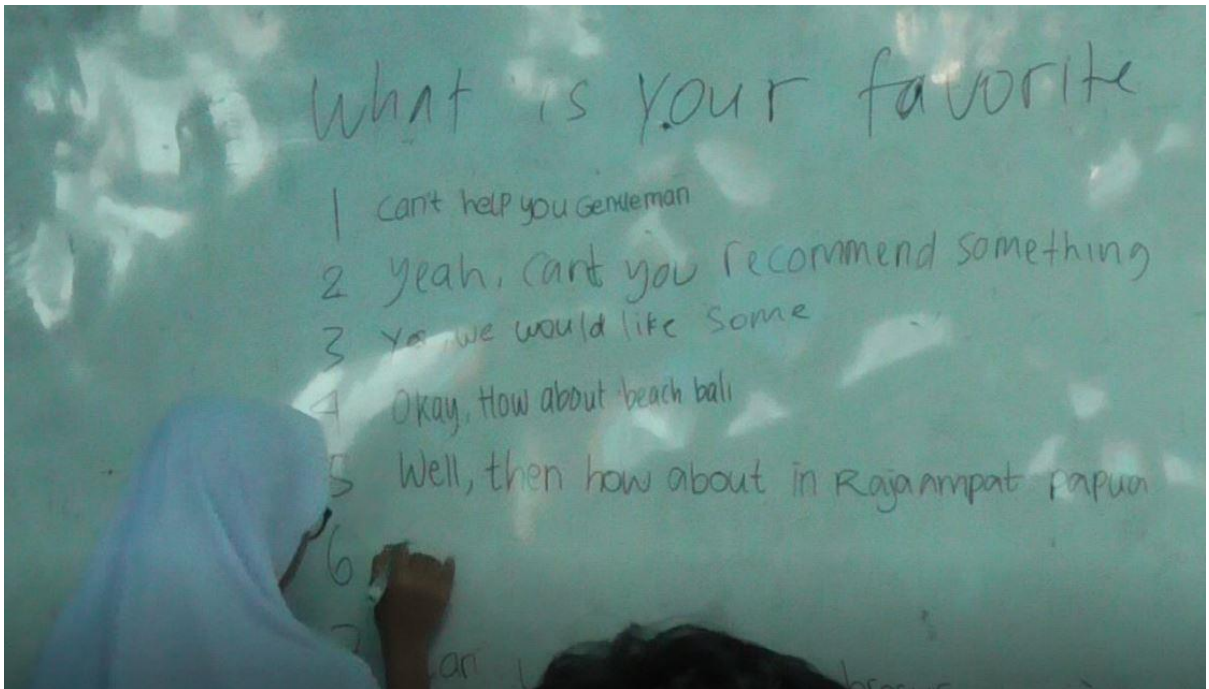 What is your favorite
1 Can't help you Gentleman
2 yeah, Can't you recommend something
3 Yes, we would like some
4 Okay, How about beach bali
5 Well, then how about in Rajaampat papua
6